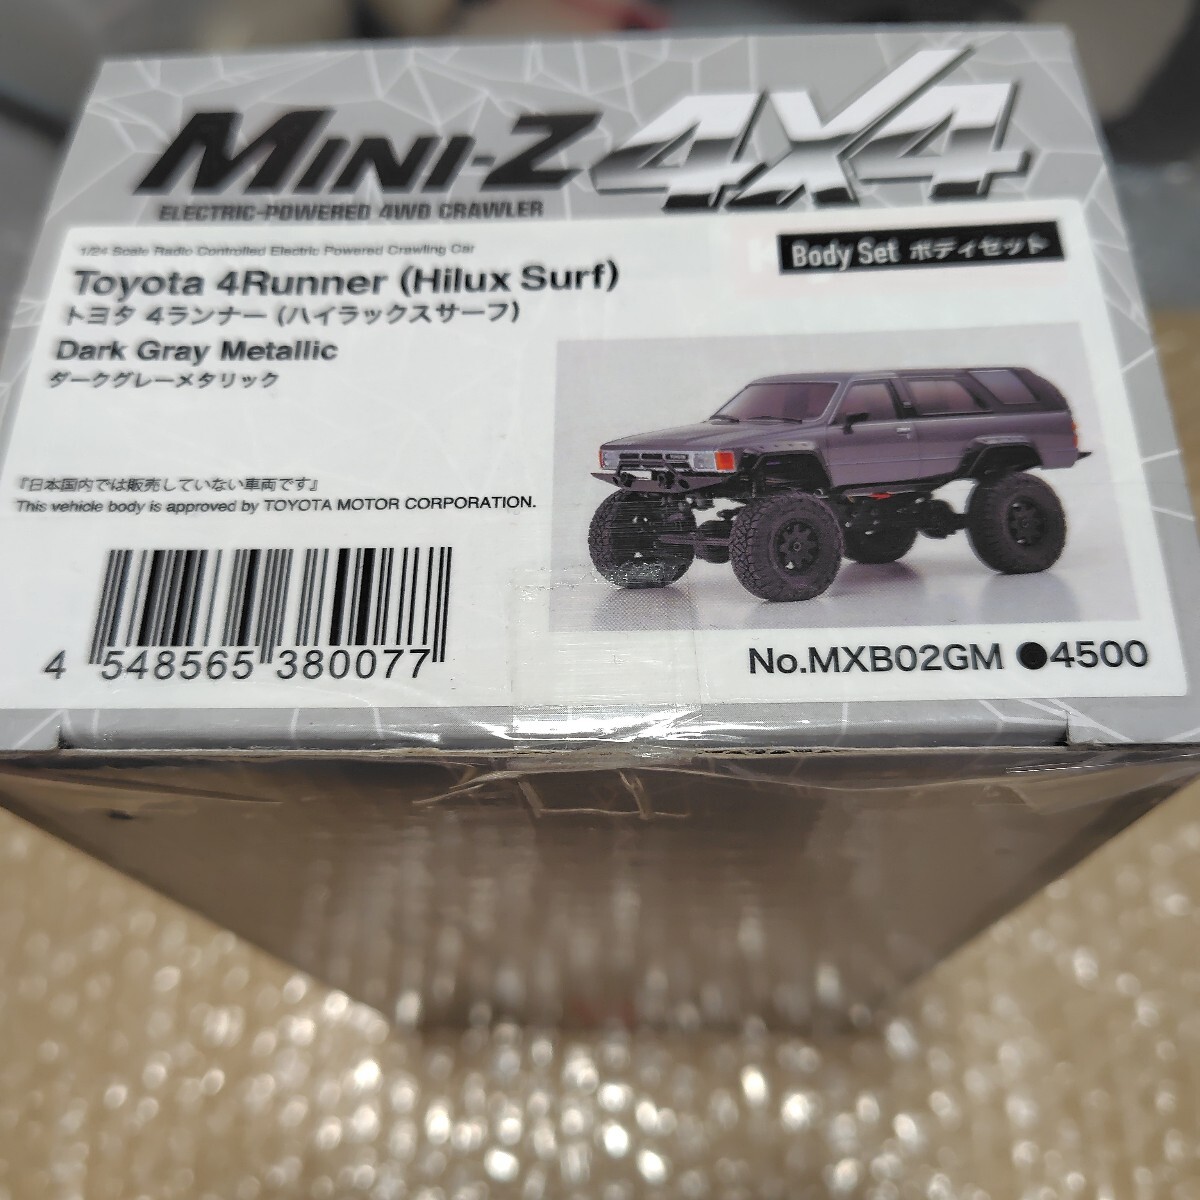 MINI-Z 4X4
ELECTRIC-POWERED 4WD CRAWLER
1/24 Scale Radio Controlled Electric Powered Crawling Car
Body Set ボディセット
Toyota 4Runner (Hilux Surf)
トヨタ 4ランナー (ハイラックスサーフ)
Dark Gray Metallic
ダークグレーメタリック
『日本国内では販売していない車両です』
This vehicle body is approved by TOYOTA MOTOR CORPORATION.
4 548565 380077
No.MXB02GM ●4500